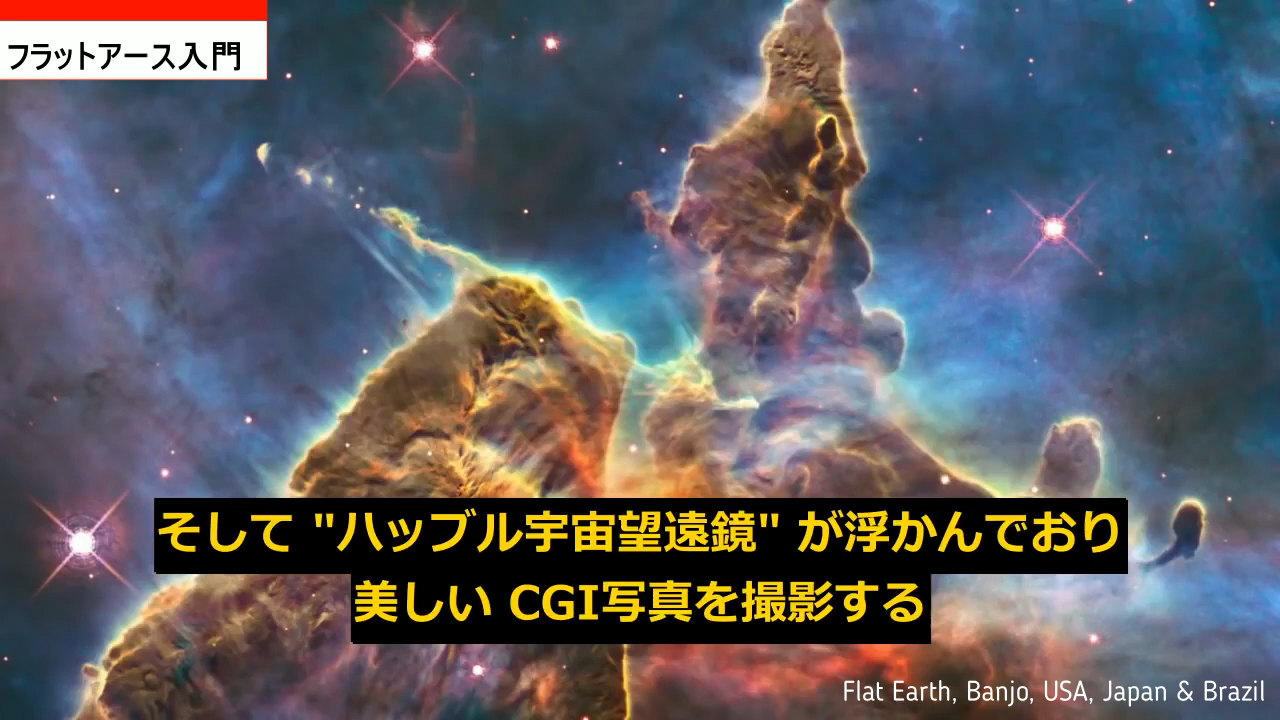 フラットアース入門
そして "ハッブル宇宙望遠鏡" が浮かんでおり
美しい CGI写真を撮影する
Flat Earth, Banjo, USA, Japan & Brazil